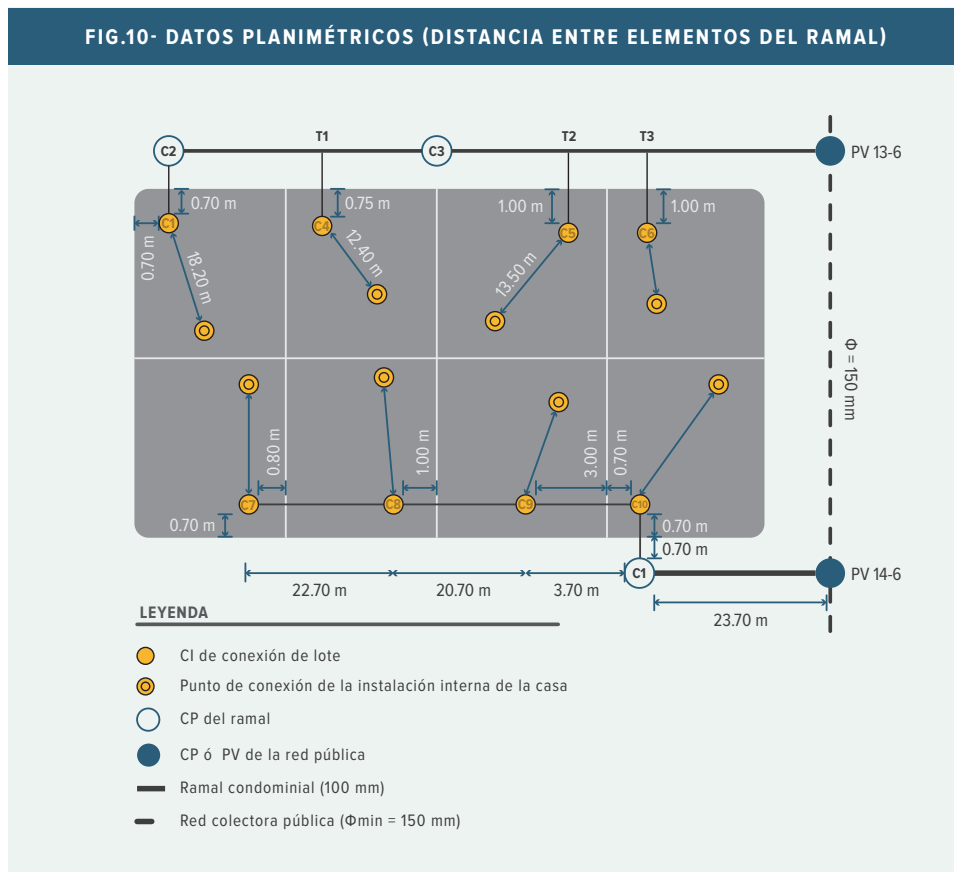 FIG.10- DATOS PLANIMÉTRICOS (DISTANCIA ENTRE ELEMENTOS DEL RAMAL)
T1
T2
T3
C2
C3
PV 13-6
0.70 m
0.75 m
1.00 m
1.00 m
C1
C4
C5
C6
0.70 m
18.20 m
12.40 m
13.50 m
Φ = 150 mm
0.80 m
1.00 m
3.00 m
0.70 m
C7
C8
C9
C10
0.70 m
0.70 m
0.70 m
C1
PV 14-6
22.70 m
20.70 m
3.70 m
23.70 m
LEYENDA
CI de conexión de lote
Punto de conexión de la instalación interna de la casa
CP del ramal
CP ó PV de la red pública
Ramal condominial (100 mm)
Red colectora pública (Φmin = 150 mm)